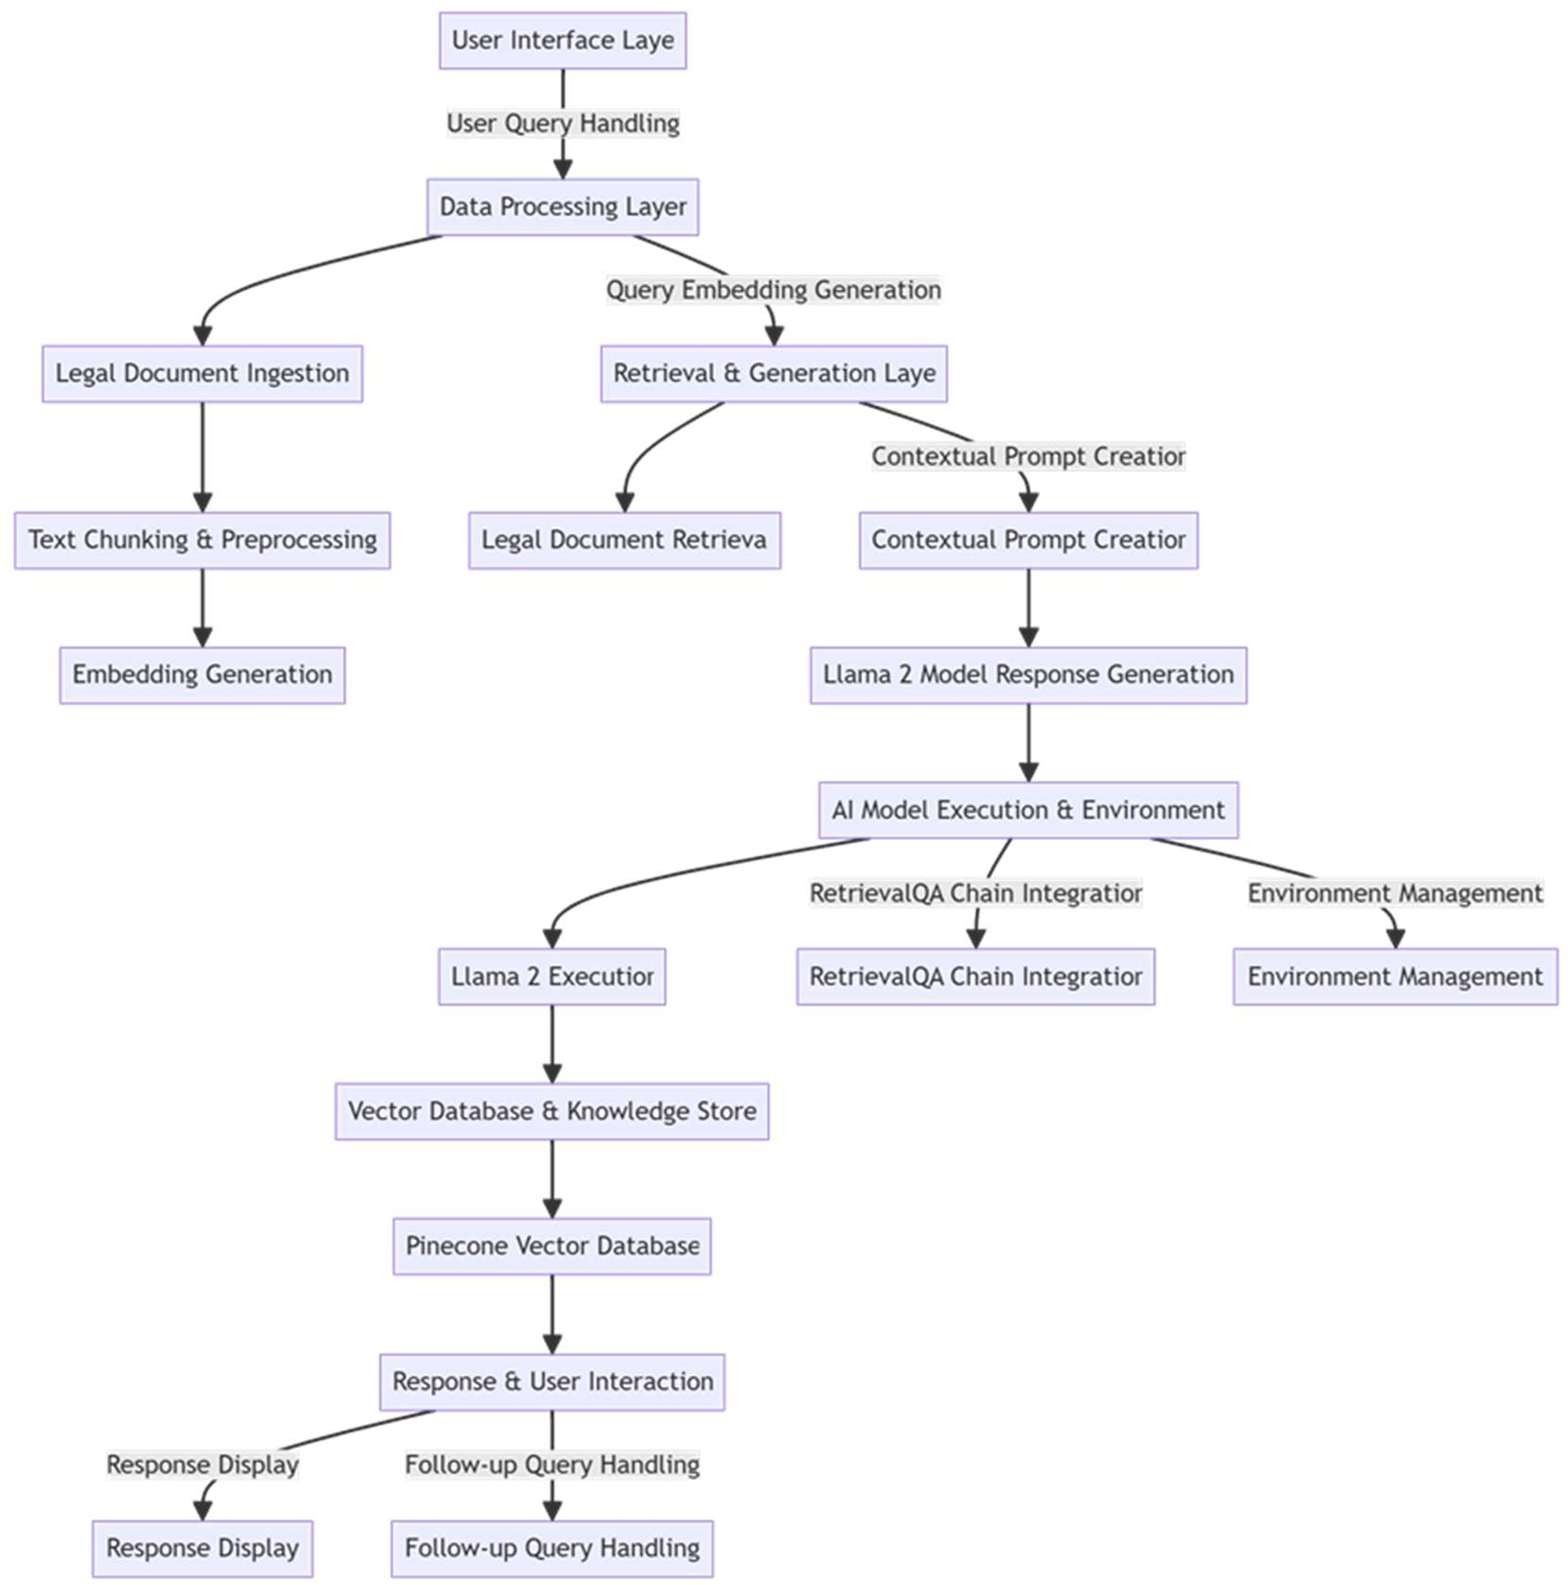 User Interface Laye
User Query Handling
Data Processing Layer
Query Embedding Generation
Legal Document Ingestion
Retrieval & Generation Laye
Contextual Prompt Creatior
Text Chunking & Preprocessing
Legal Document Retrieva
Contextual Prompt Creatior
Embedding Generation
Llama 2 Model Response Generation
AI Model Execution & Environment
RetrievalQA Chain Integratior
Environment Management
Llama 2 Executior
RetrievalQA Chain Integratior
Environment Management
Vector Database & Knowledge Store
Pinecone Vector Database
Response & User Interaction
Response Display
Follow-up Query Handling
Response Display
Follow-up Query Handling